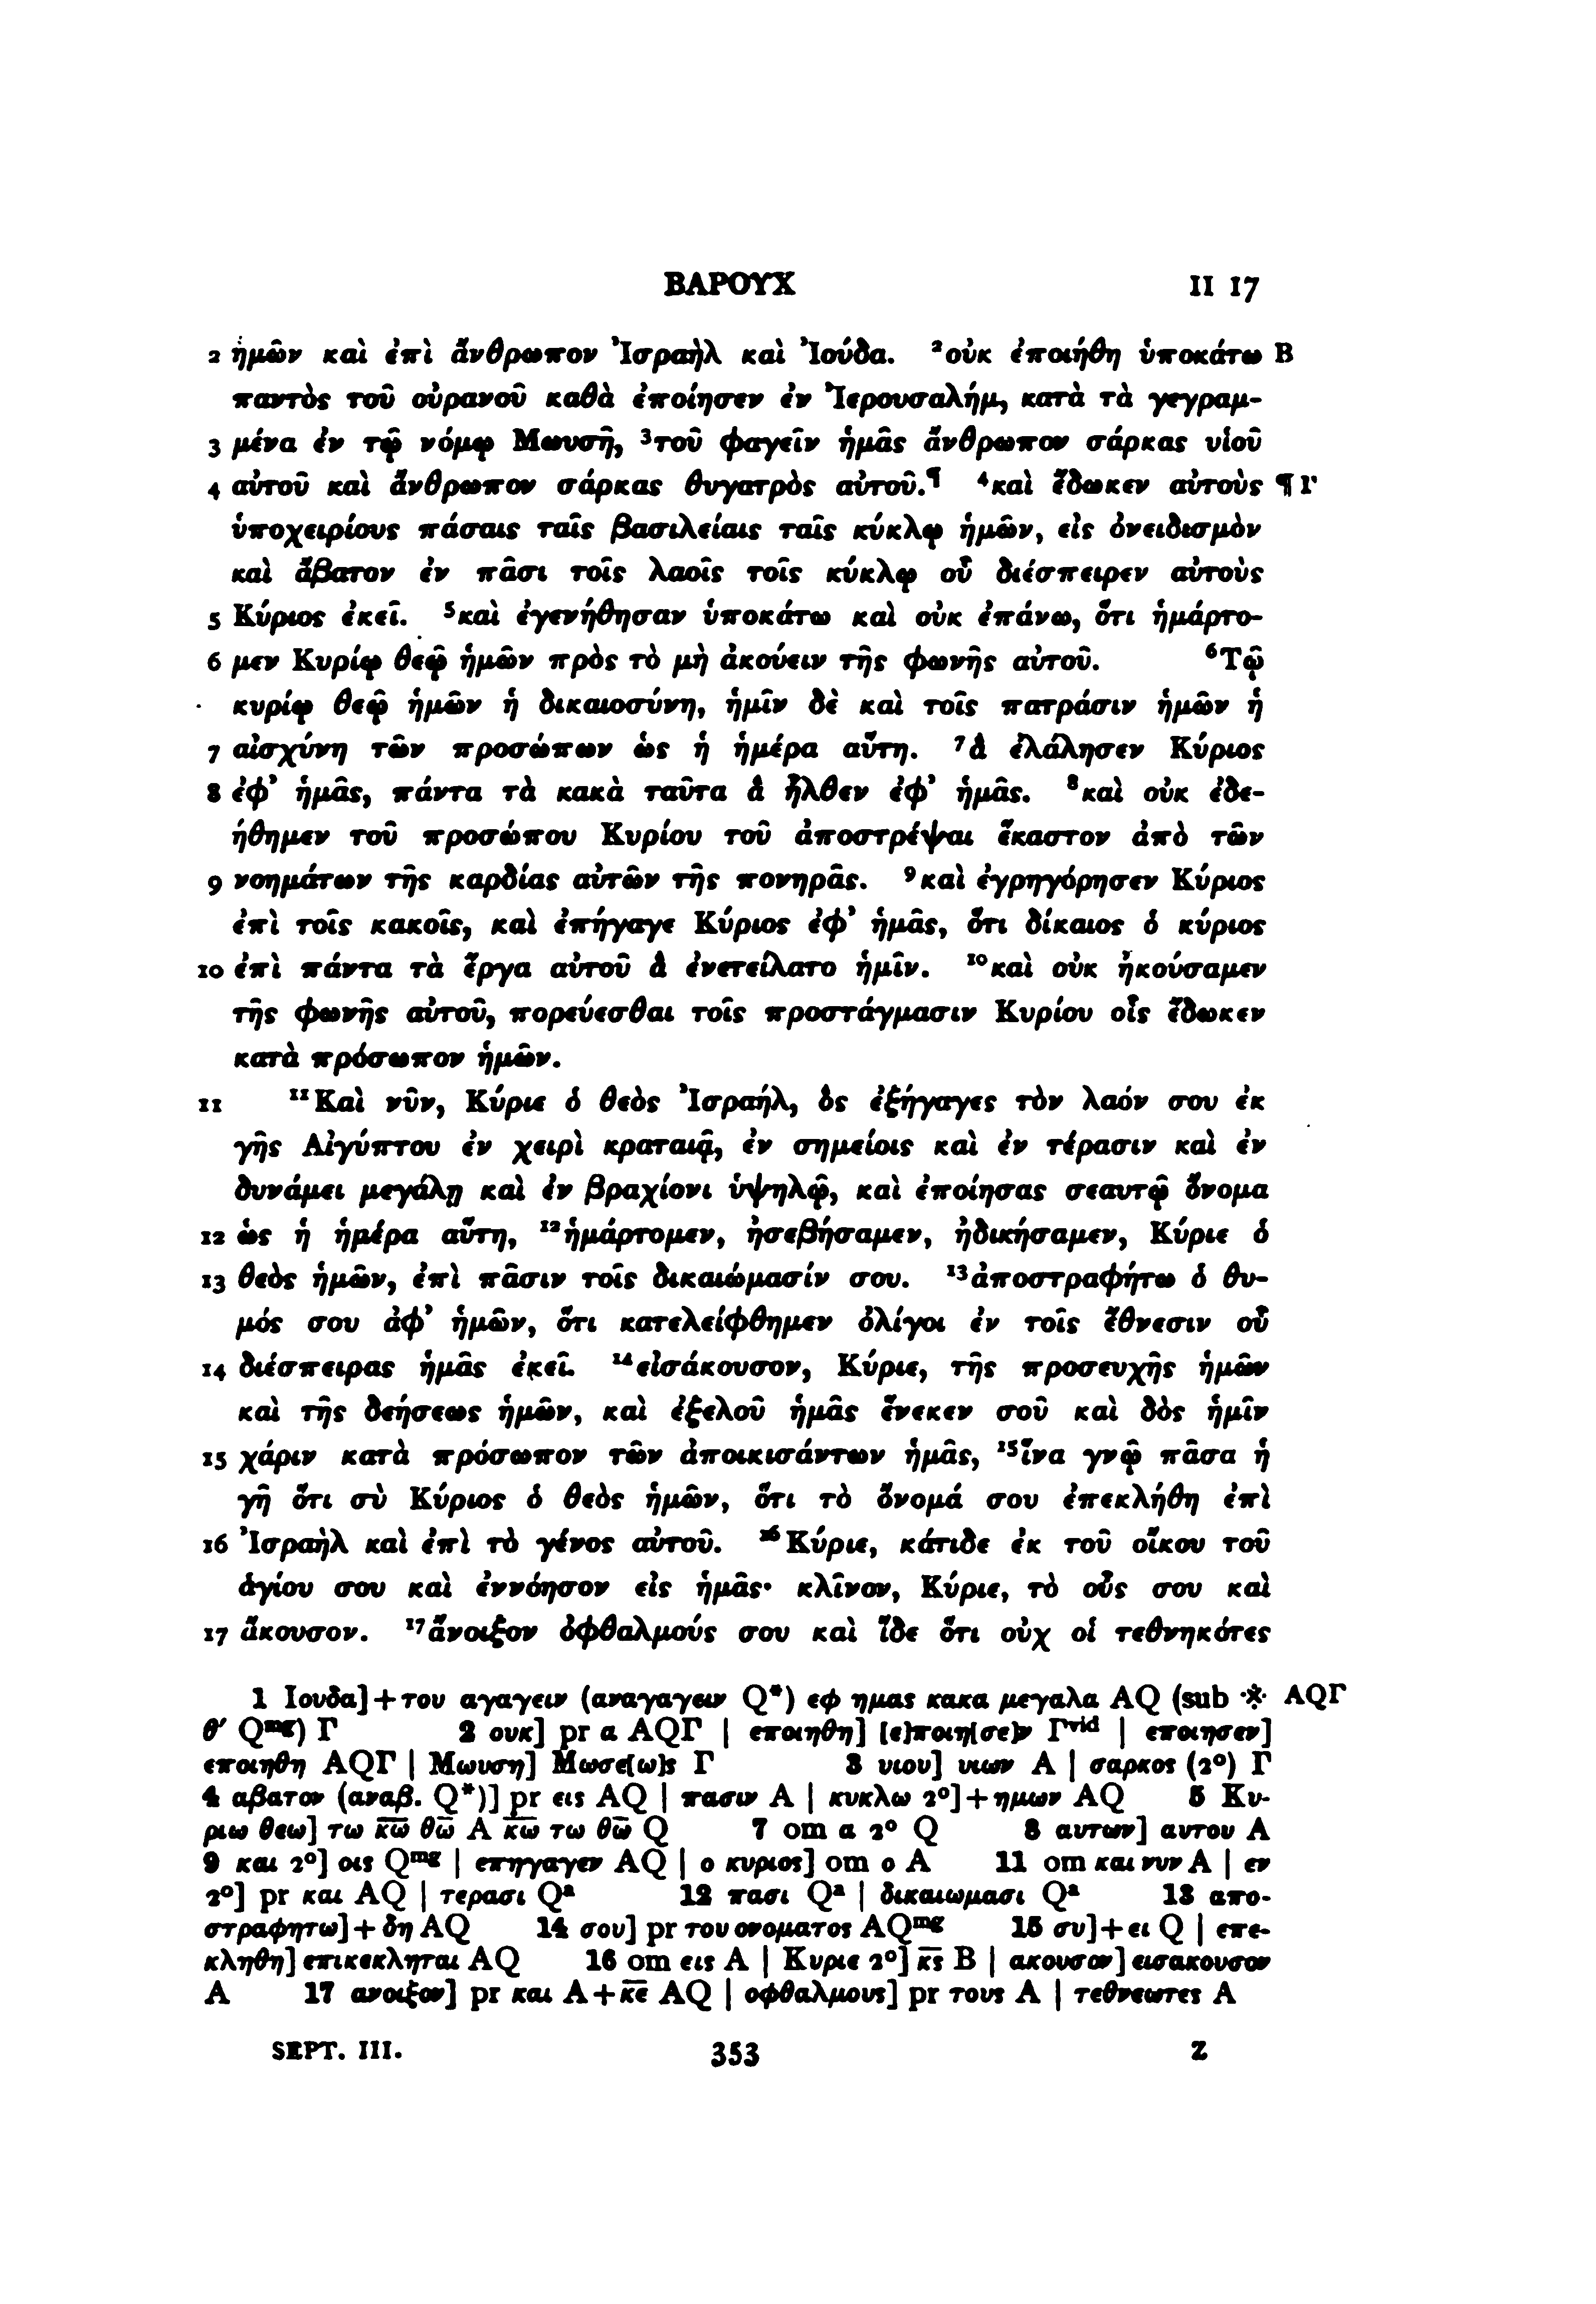 ΒΑΡΟΥΧ II 17
2 ἡμῶν καὶ ἐπὶ ἄνθρωπον Ἰσραὴλ καὶ Ἰούδα. ²οὐκ ἐποιήθη ὑποκάτω B
παντὸς τοῦ οὐρανοῦ καθὰ ἐποίησεν ἐν Ἰερουσαλήμ, κατὰ τὰ γεγραμ-
3 μένα ἐν τῷ νόμῳ Μωυσῆ, ³τοῦ φαγεῖν ἡμᾶς ἄνθρωπον σάρκας υἱοῦ
4 αὐτοῦ καὶ ἄνθρωπον σάρκας θυγατρὸς αὐτοῦ.¶ ⁴καὶ ἔδωκεν αὐτοὺς ¶ Γ
ὑποχειρίους πάσαις ταῖς βασιλείαις ταῖς κύκλῳ ἡμῶν, εἰς ὀνειδισμὸν
καὶ ἄβατον ἐν πᾶσι τοῖς λαοῖς τοῖς κύκλῳ οὗ διέσπειρεν αὐτοὺς
5 Κύριος ἐκεῖ. ⁵καὶ ἐγενήθησαν ὑποκάτω καὶ οὐκ ἐπάνω, ὅτι ἡμάρτο-
6 μεν Κυρίῳ θεῷ ἡμῶν πρὸς τὸ μὴ ἀκούειν τῆς φωνῆς αὐτοῦ. ⁶Τῷ
κυρίῳ θεῷ ἡμῶν ἡ δικαιοσύνη, ἡμῖν δὲ καὶ τοῖς πατράσιν ἡμῶν ἡ
7 αἰσχύνη τῶν προσώπων ὡς ἡ ἡμέρα αὕτη. ⁷ἃ ἐλάλησεν Κύριος
8 ἐφ’ ἡμᾶς, πάντα τὰ κακὰ ταῦτα ἃ ἦλθεν ἐφ’ ἡμᾶς. ⁸καὶ οὐκ ἐδε-
ήθημεν τοῦ προσώπου Κυρίου τοῦ ἀποστρέψαι ἕκαστον ἀπὸ τῶν
9 νοημάτων τῆς καρδίας αὐτῶν τῆς πονηρᾶς. ⁹καὶ ἐγρηγόρησεν Κύριος
ἐπὶ τοῖς κακοῖς, καὶ ἐπήγαγε Κύριος ἐφ’ ἡμᾶς, ὅτι δίκαιος ὁ κύριος
10 ἐπὶ πάντα τὰ ἔργα αὐτοῦ ἃ ἐνετείλατο ἡμῖν. ¹⁰καὶ οὐκ ἠκούσαμεν
τῆς φωνῆς αὐτοῦ, πορεύεσθαι τοῖς προστάγμασιν Κυρίου οἷς ἔδωκεν
κατὰ πρόσωπον ἡμῶν.
11 ¹¹Καὶ νῦν, Κύριε ὁ θεὸς Ἰσραήλ, ὃς ἐξήγαγες τὸν λαόν σου ἐκ
γῆς Αἰγύπτου ἐν χειρὶ κραταιᾷ, ἐν σημείοις καὶ ἐν τέρασιν καὶ ἐν
δυνάμει μεγάλῃ καὶ ἐν βραχίονι ὑψηλῷ, καὶ ἐποίησας σεαυτῷ ὄνομα
12 ὡς ἡ ἡμέρα αὕτη, ¹²ἡμάρτομεν, ἠσεβήσαμεν, ἠδικήσαμεν, Κύριε ὁ
13 θεὸς ἡμῶν, ἐπὶ πᾶσιν τοῖς δικαιώμασίν σου. ¹³ἀποστραφήτω ὁ θυ-
μός σου ἀφ’ ἡμῶν, ὅτι κατελείφθημεν ὀλίγοι ἐν τοῖς ἔθνεσιν οὗ
14 διέσπειρας ἡμᾶς ἐκεῖ. ¹⁴εἰσάκουσον, Κύριε, τῆς προσευχῆς ἡμῶν
καὶ τῆς δεήσεως ἡμῶν, καὶ ἐξελοῦ ἡμᾶς ἕνεκεν σοῦ καὶ δὸς ἡμῖν
15 χάριν κατὰ πρόσωπον τῶν ἀποικισάντων ἡμᾶς, ¹⁵ἵνα γνῷ πᾶσα ἡ
γῆ ὅτι σὺ Κύριος ὁ θεὸς ἡμῶν, ὅτι τὸ ὄνομά σου ἐπεκλήθη ἐπὶ
16 Ἰσραὴλ καὶ ἐπὶ τὸ γένος αὐτοῦ. ¹⁶Κύριε, κάτιδε ἐκ τοῦ οἴκου τοῦ
ἁγίου σου καὶ ἐννόησον εἰς ἡμᾶς· κλῖνον, Κύριε, τὸ οὖς σου καὶ
17 ἄκουσον. ¹⁷ἄνοιξον ὀφθαλμούς σου καὶ ἴδε ὅτι οὐχ οἱ τεθνηκότες
1 Ιουδα]+του αγαγειν (αναγαγειν Q*) εφ ημας κακα μεγαλα AQ (sub ※ AQΓ
θ′ Qᵐᵍ) Γ 2 ουκ] pr α AQΓ | εποιηθη] [ε]ποιη[σε]ν Γᵛⁱᵈ | εποιησεν]
εποιηθη AQΓ | Μωυση] Μωσε[ω]ς Γ 3 υιου] υιων A | σαρκος (2°) Γ
4 αβατον (αναβ. Q*)] pr εις AQ | πασιν A | κυκλω 2°]+ημων AQ 5 Κυ-
ριω θεω] τω κ̅ω̅ θ̅ω̅ A κ̅ω̅ τω θ̅ω̅ Q 7 om α 2° Q 8 αυτων] αυτου A
9 και 2°] οις Qᵐᵍ | επηγαγεν AQ | ο κυριος] om ο A 11 om και νυν A | εν
2°] pr και AQ | τερασι Qᵃ 12 πασι Qᵃ | δικαιωμασι Qᵃ 13 απο-
στραφητω]+δη AQ 14 σου] pr του ονοματος AQᵐᵍ 15 συ]+ει Q | επε-
κληθη] επικεκληται AQ 16 om εις A | Κυριε 2°] κ̅ς̅ B | ακουσον] εισακουσον
A 17 ανοιξον] pr και A+κ̅ε̅ AQ | οφθαλμους] pr τους A | τεθνεωτες A
SEPT. III. 353 Z